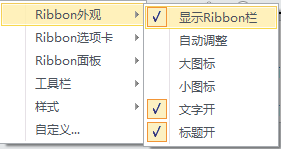 Ribbon外观
Ribbon选项卡
Ribbon面板
工具栏
样式
自定义...
显示Ribbon栏
自动调整
大图标
小图标
文字开
标题开